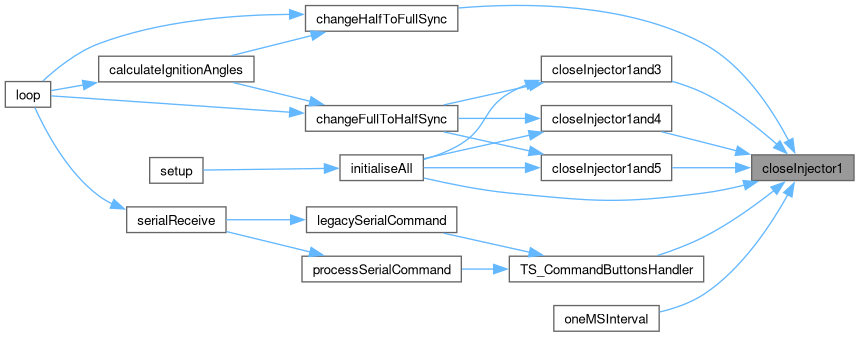 changeHalfToFullSync
calculateIgnitionAngles
closeInjector1and3
loop
changeFullToHalfSync
closeInjector1and4
setup
initialiseAll
closeInjector1and5
closeInjector1
serialReceive
legacySerialCommand
processSerialCommand
TS_CommandButtonsHandler
oneMSInterval